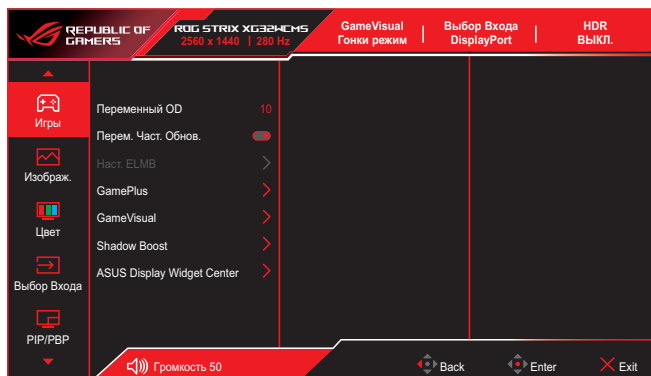 REPUBLIC OF
GAMERS
ROG STRIX XG32WCMS
2560 x 1440 | 280 Hz
GameVisual
Гонки режим
Выбор Входа
DisplayPort
HDR
ВЫКЛ.
Игры
Изображ.
Цвет
Выбор Входа
PIP/PBP
Переменный OD 10
Перем. Част. Обнов.
Наст. ELMB
GamePlus
GameVisual
Shadow Boost
ASUS Display Widget Center
Громкость 50
Back
Enter
Exit